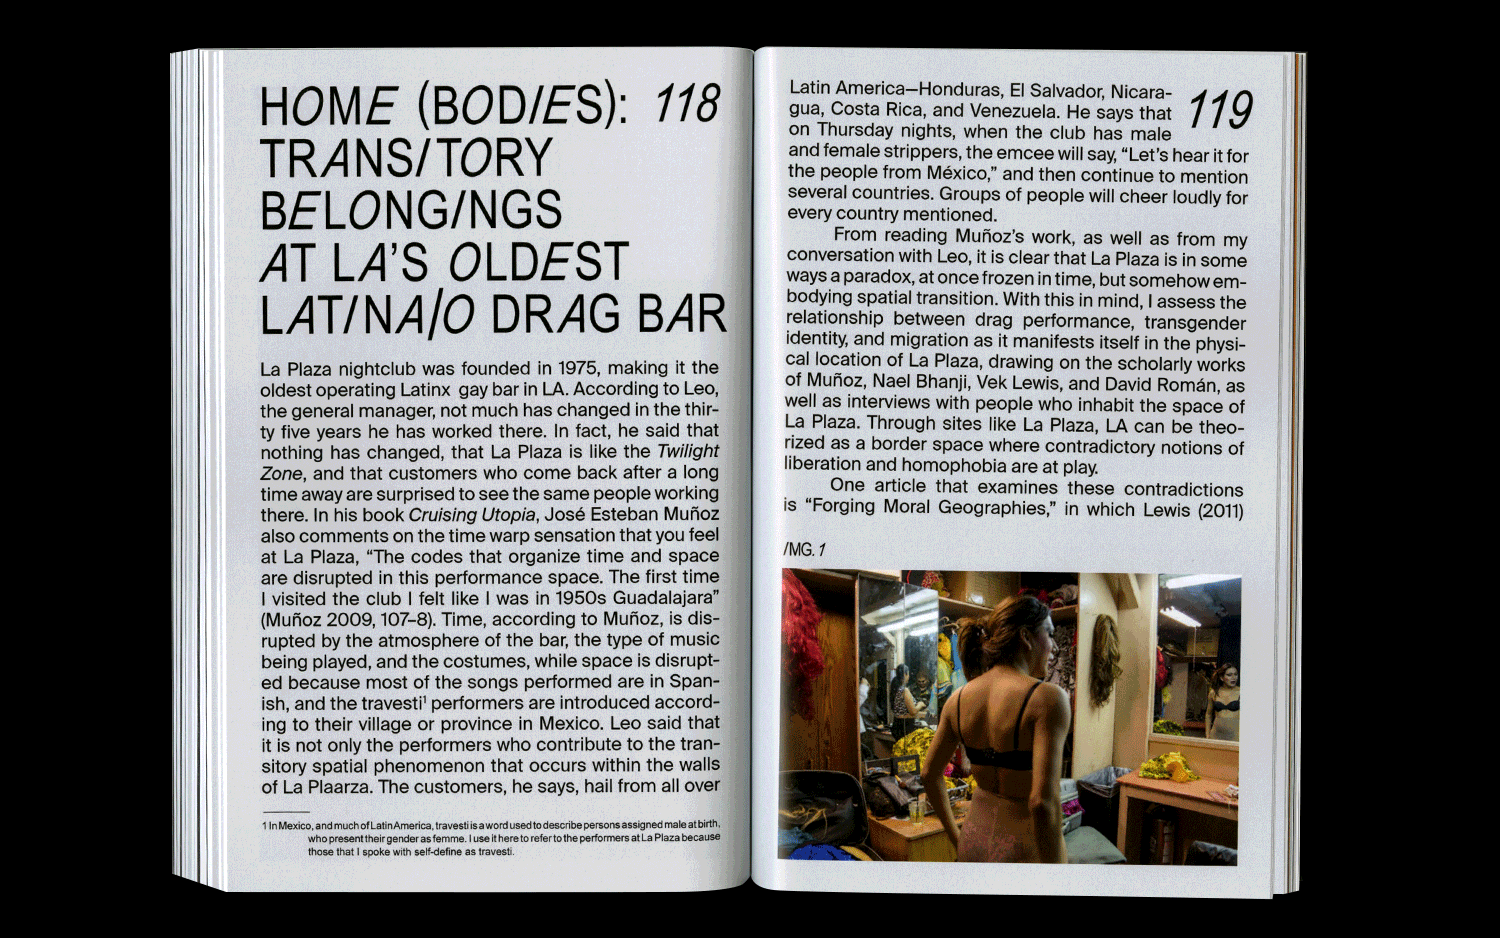 HOME (BODIES): 118
TRANS/TORY
BELONG/NGS
AT LA’S OLDEST
LAT/NA/O DRAG BAR
La Plaza nightclub was founded in 1975, making it the
oldest operating Latinx gay bar in LA. According to Leo,
the general manager, not much has changed in the thir-
ty five years he has worked there. In fact, he said that
nothing has changed, that La Plaza is like the Twilight
Zone, and that customers who come back after a long
time away are surprised to see the same people working
there. In his book Cruising Utopia, José Esteban Muñoz
also comments on the time warp sensation that you feel
at La Plaza, “The codes that organize time and space
are disrupted in this performance space. The first time
I visited the club I felt like I was in 1950s Guadalajara”
(Muñoz 2009, 107–8). Time, according to Muñoz, is dis-
rupted by the atmosphere of the bar, the type of music
being played, and the costumes, while space is disrupt-
ed because most of the songs performed are in Span-
ish, and the travesti¹ performers are introduced accord-
ing to their village or province in Mexico. Leo said that
it is not only the performers who contribute to the tran-
sitory spatial phenomenon that occurs within the walls
of La Plaarza. The customers, he says, hail from all over
1 In Mexico, and much of Latin America, travesti is a word used to describe persons assigned male at birth,
who present their gender as femme. I use it here to refer to the performers at La Plaza because
those that I spoke with self-define as travesti.
119
Latin America—Honduras, El Salvador, Nicara-
gua, Costa Rica, and Venezuela. He says that
on Thursday nights, when the club has male
and female strippers, the emcee will say, “Let’s hear it for
the people from México,” and then continue to mention
several countries. Groups of people will cheer loudly for
every country mentioned.
From reading Muñoz’s work, as well as from my
conversation with Leo, it is clear that La Plaza is in some
ways a paradox, at once frozen in time, but somehow em-
bodying spatial transition. With this in mind, I assess the
relationship between drag performance, transgender
identity, and migration as it manifests itself in the physi-
cal location of La Plaza, drawing on the scholarly works
of Muñoz, Nael Bhanji, Vek Lewis, and David Román, as
well as interviews with people who inhabit the space of
La Plaza. Through sites like La Plaza, LA can be theo-
rized as a border space where contradictory notions of
liberation and homophobia are at play.
One article that examines these contradictions
is “Forging Moral Geographies,” in which Lewis (2011)
/MG. 1